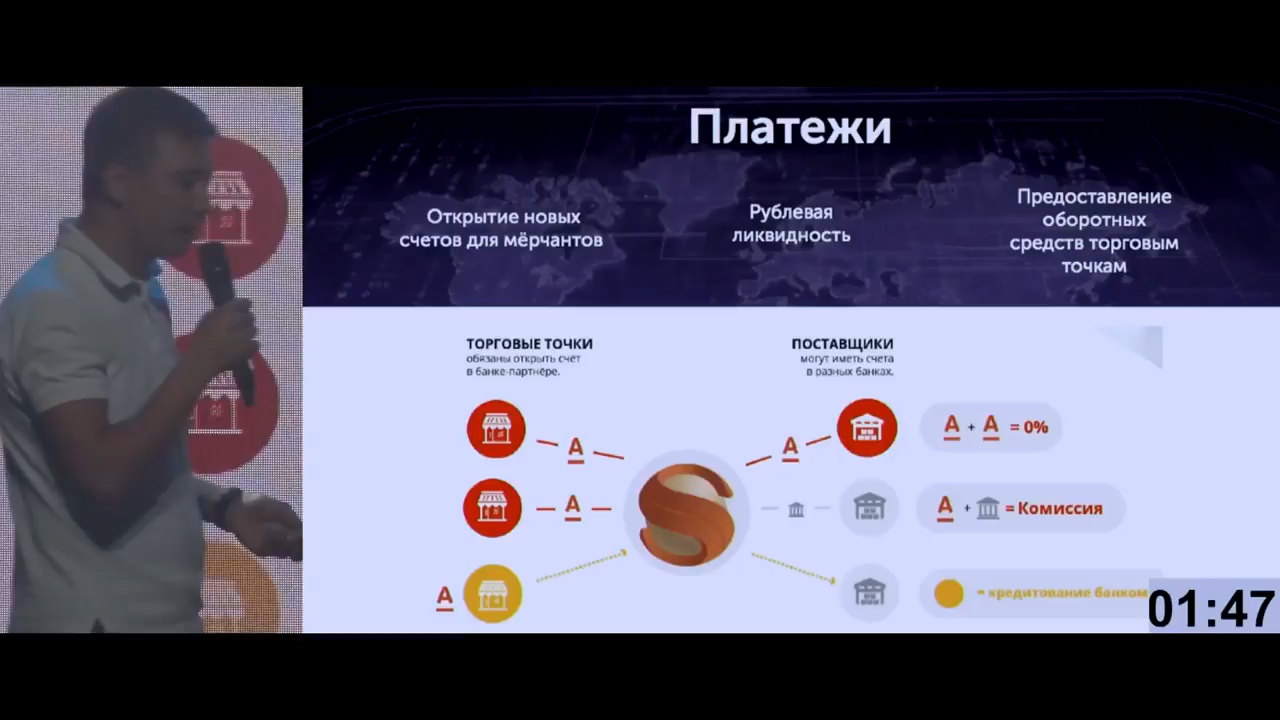 Платежи
Открытие новых
счетов для мёрчантов
Рублевая
ликвидность
Предоставление
оборотных
средств торговым
точкам
ТОРГОВЫЕ ТОЧКИ
обязаны открыть счет
в банке-партнёре.
ПОСТАВЩИКИ
могут иметь счета
в разных банках.
А
А
А + А = 0%
А
А + = Комиссия
А
= кредитование банком
01:47